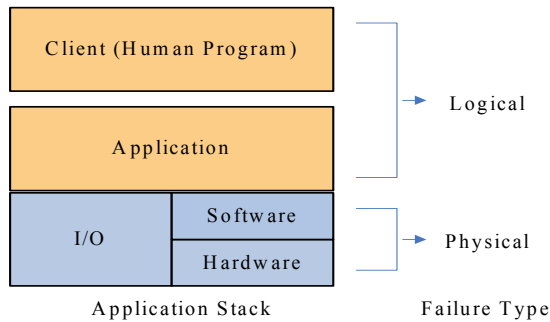 Client (Human Program)
Logical
Application
I/O
Software
Hardware
Physical
Application Stack
Failure Type